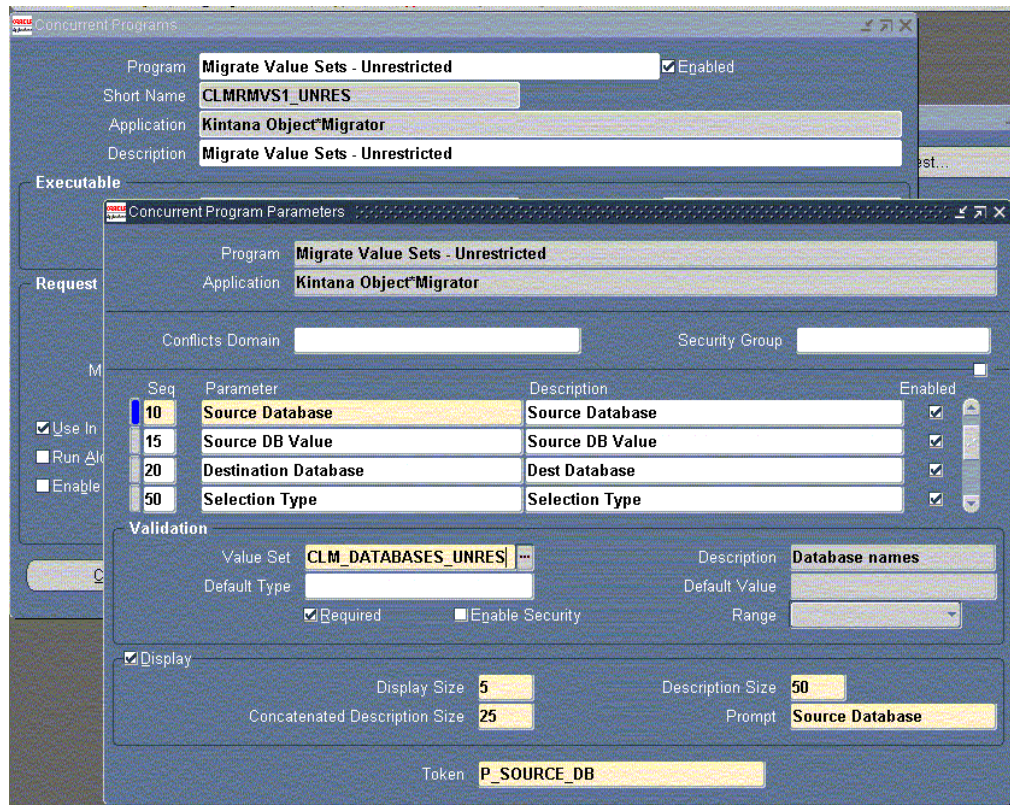 Concurrent Programs
Program Migrate Value Sets - Unrestricted Enabled
Short Name CLMRMVS1_UNRES
Application Kintana Object*Migrator
Description Migrate Value Sets - Unrestricted
est...
Executable
Concurrent Program Parameters
Program Migrate Value Sets - Unrestricted
Application Kintana Object*Migrator
Request
Conflicts Domain Security Group
M
Seq Parameter Description Enabled
10 Source Database Source Database
Use In
15 Source DB Value Source DB Value
Run Alo
20 Destination Database Dest Database
Enable
50 Selection Type Selection Type
Validation
Value Set CLM_DATABASES_UNRES ... Description Database names
C
Default Type Default Value
Required Enable Security Range
Display
Display Size 5 Description Size 50
Concatenated Description Size 25 Prompt Source Database
Token P_SOURCE_DB